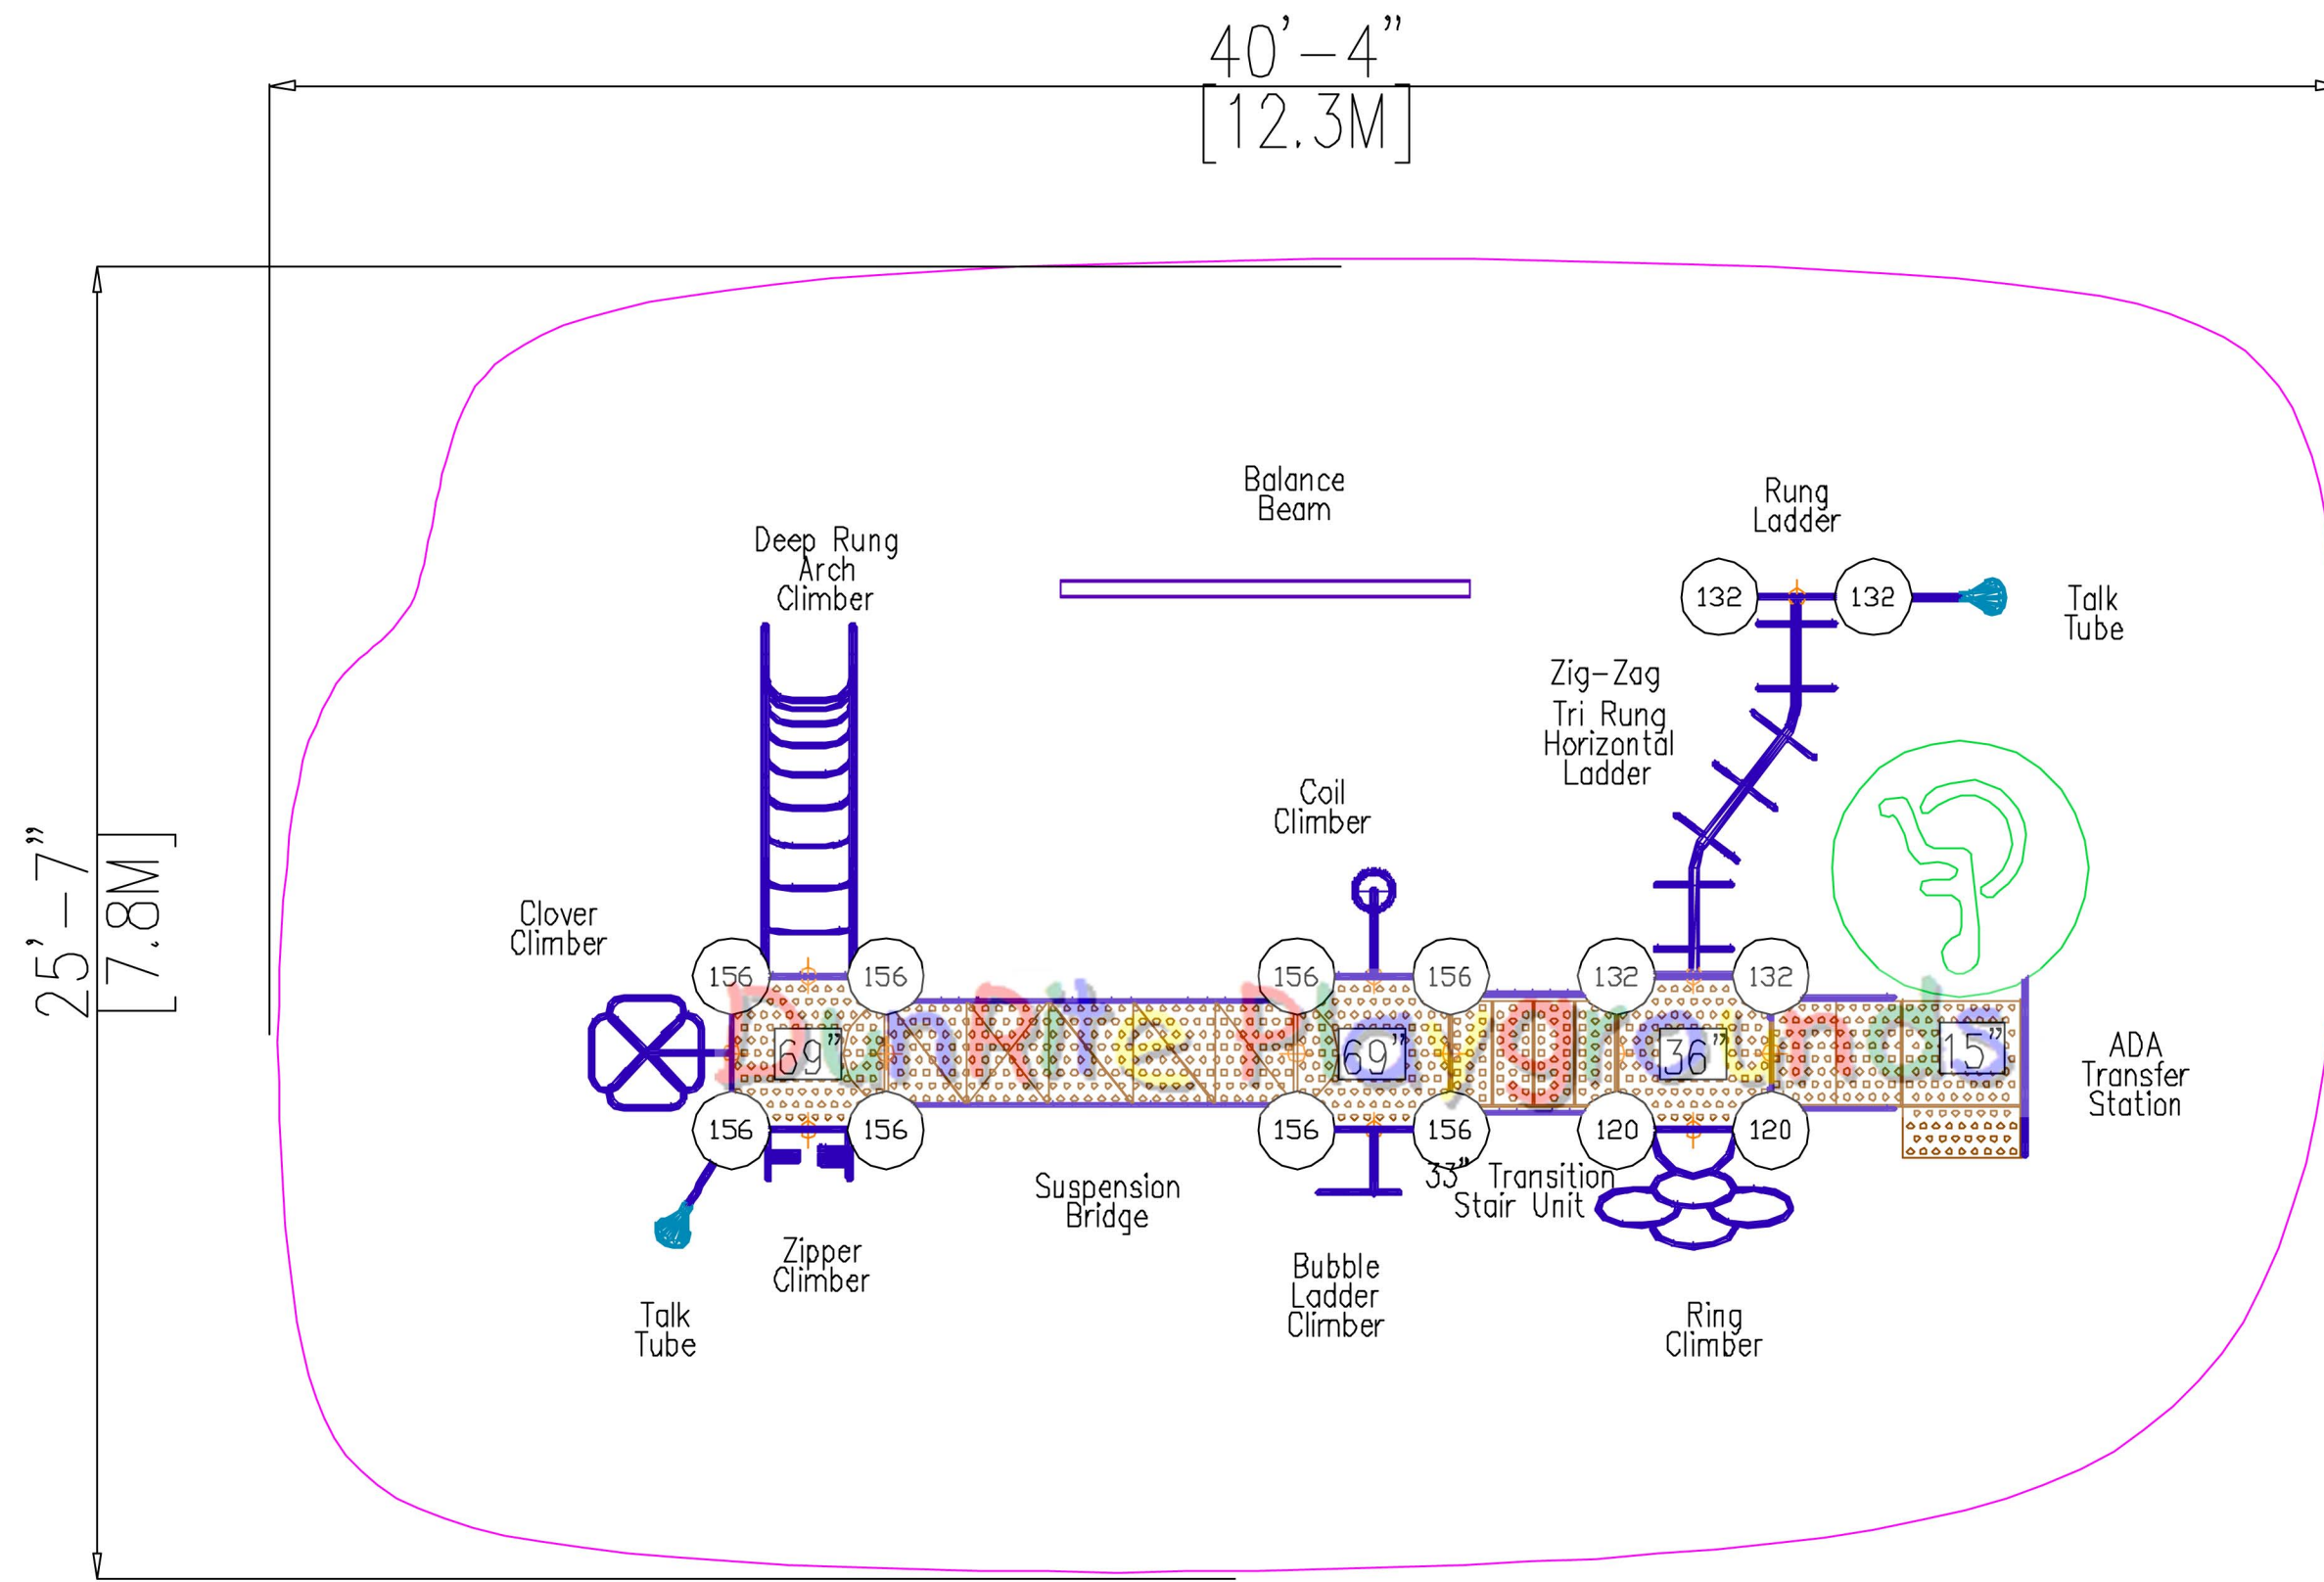 40'-4"
[12.3M]
25'-7"
[7.8M]
Balance
Beam
Rung
Ladder
Deep Rung
Arch
Climber
132
132
Talk
Tube
Zig-Zag
Tri Rung
Horizontal
Ladder
Coil
Climber
Clover
Climber
156
156
156
156
132
132
DunRite Playgrounds
69"
69"
36"
15"
ADA
Transfer
Station
156
156
156
156
120
120
33" Transition
Stair Unit
Suspension
Bridge
Zipper
Climber
Bubble
Ladder
Climber
Talk
Tube
Ring
Climber